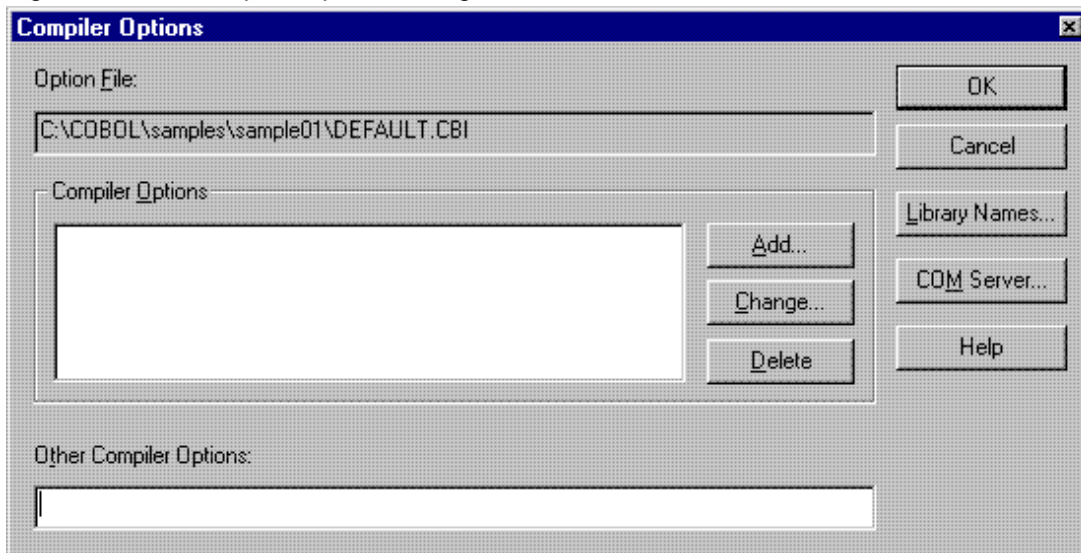 Compiler Options
Option File:
OK
C:\COBOL\samples\sample01\DEFAULT.CBI
Cancel
Compiler Options
Library Names...
Add...
COM Server...
Change...
Help
Delete
Other Compiler Options: